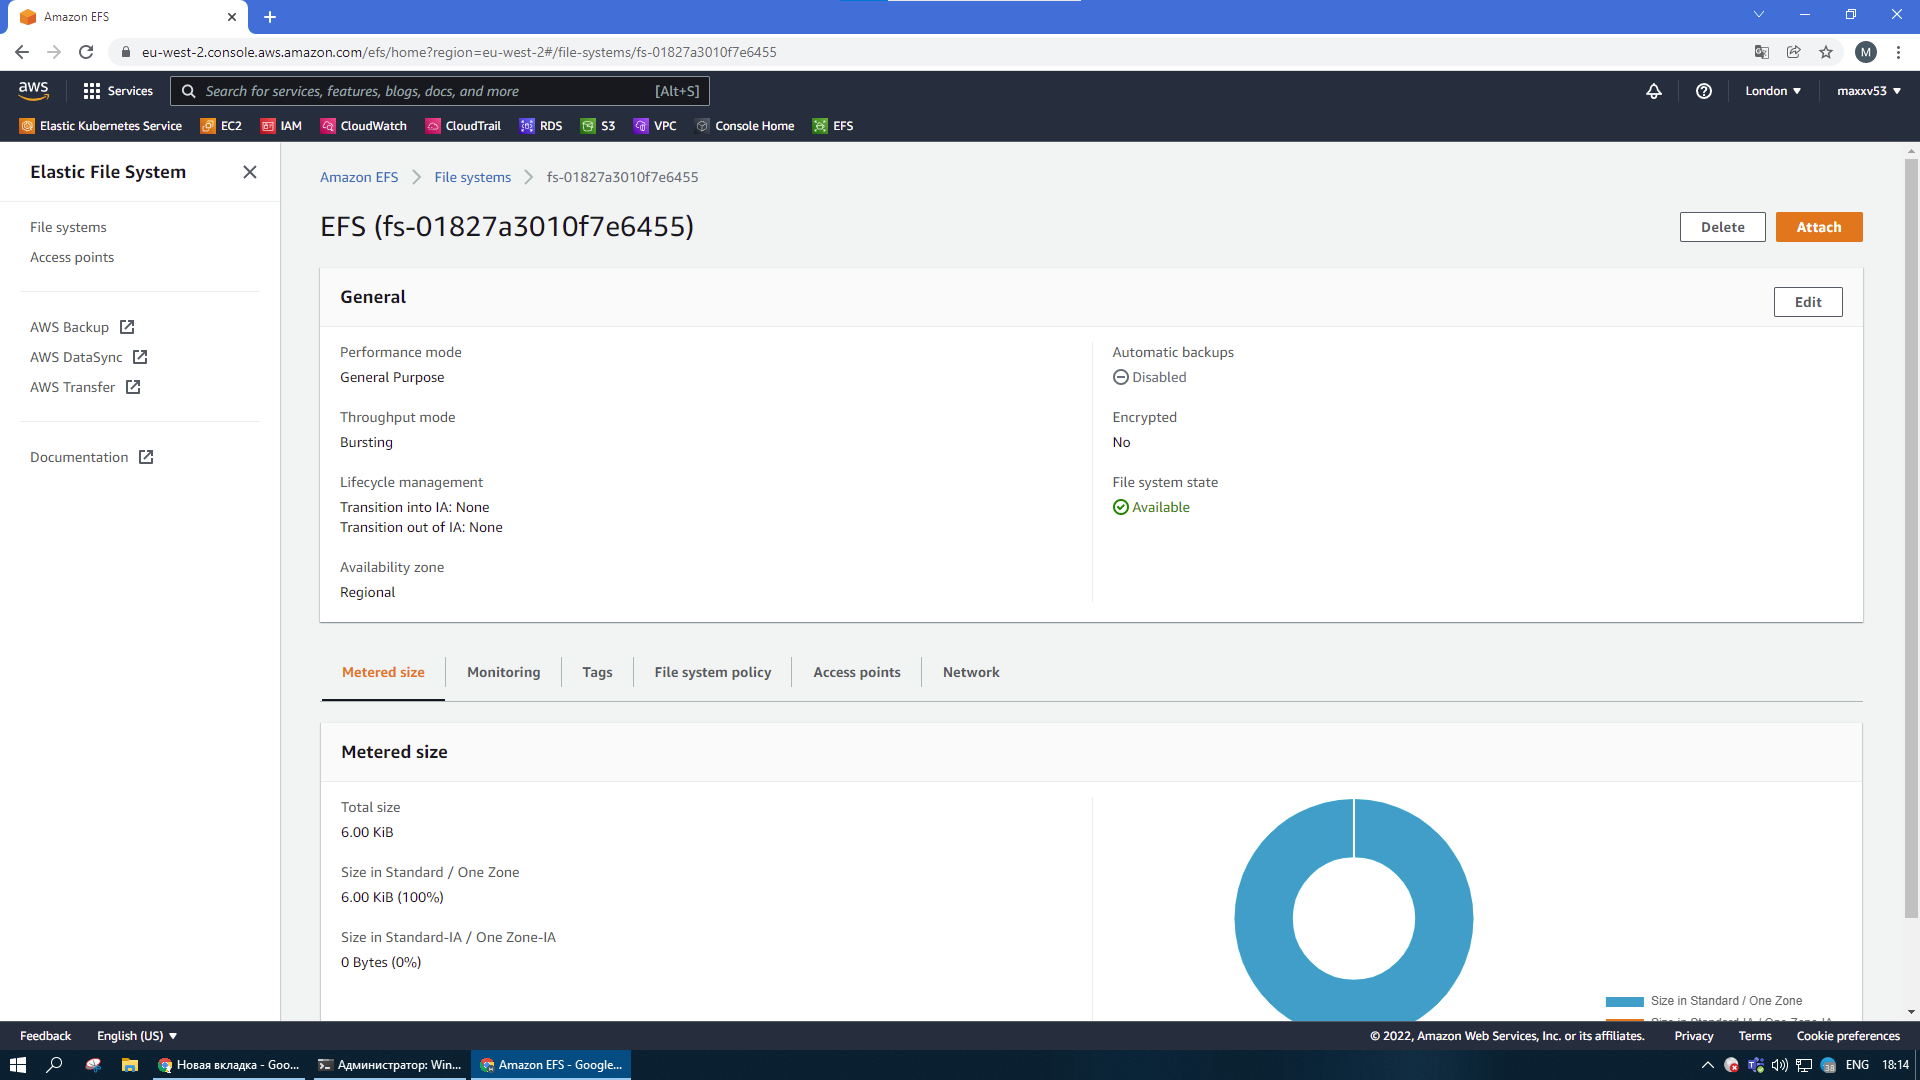 Amazon EFS
eu-west-2.console.aws.amazon.com/efs/home?region=eu-west-2#/file-systems/fs-01827a3010f7e6455
M
aws
Services
Search for services, features, blogs, docs, and more
[Alt+S]
London
maxxv53
Elastic Kubernetes Service
EC2
IAM
CloudWatch
CloudTrail
RDS
S3
VPC
Console Home
EFS
Elastic File System
File systems
Access points
AWS Backup
AWS DataSync
AWS Transfer
Documentation
Amazon EFS
File systems
fs-01827a3010f7e6455
EFS (fs-01827a3010f7e6455)
Delete
Attach
General
Edit
Performance mode
General Purpose
Throughput mode
Bursting
Lifecycle management
Transition into IA: None
Transition out of IA: None
Availability zone
Regional
Automatic backups
Disabled
Encrypted
No
File system state
Available
Metered size
Monitoring
Tags
File system policy
Access points
Network
Metered size
Total size
6.00 KiB
Size in Standard / One Zone
6.00 KiB (100%)
Size in Standard-IA / One Zone-IA
0 Bytes (0%)
Size in Standard / One Zone
Size in Standard-IA / One Zone-IA
Feedback
English (US)
© 2022, Amazon Web Services, Inc. or its affiliates.
Privacy
Terms
Cookie preferences
Новая вкладка - Goo...
Администратор: Win...
Amazon EFS - Google...
38
ENG
18:14